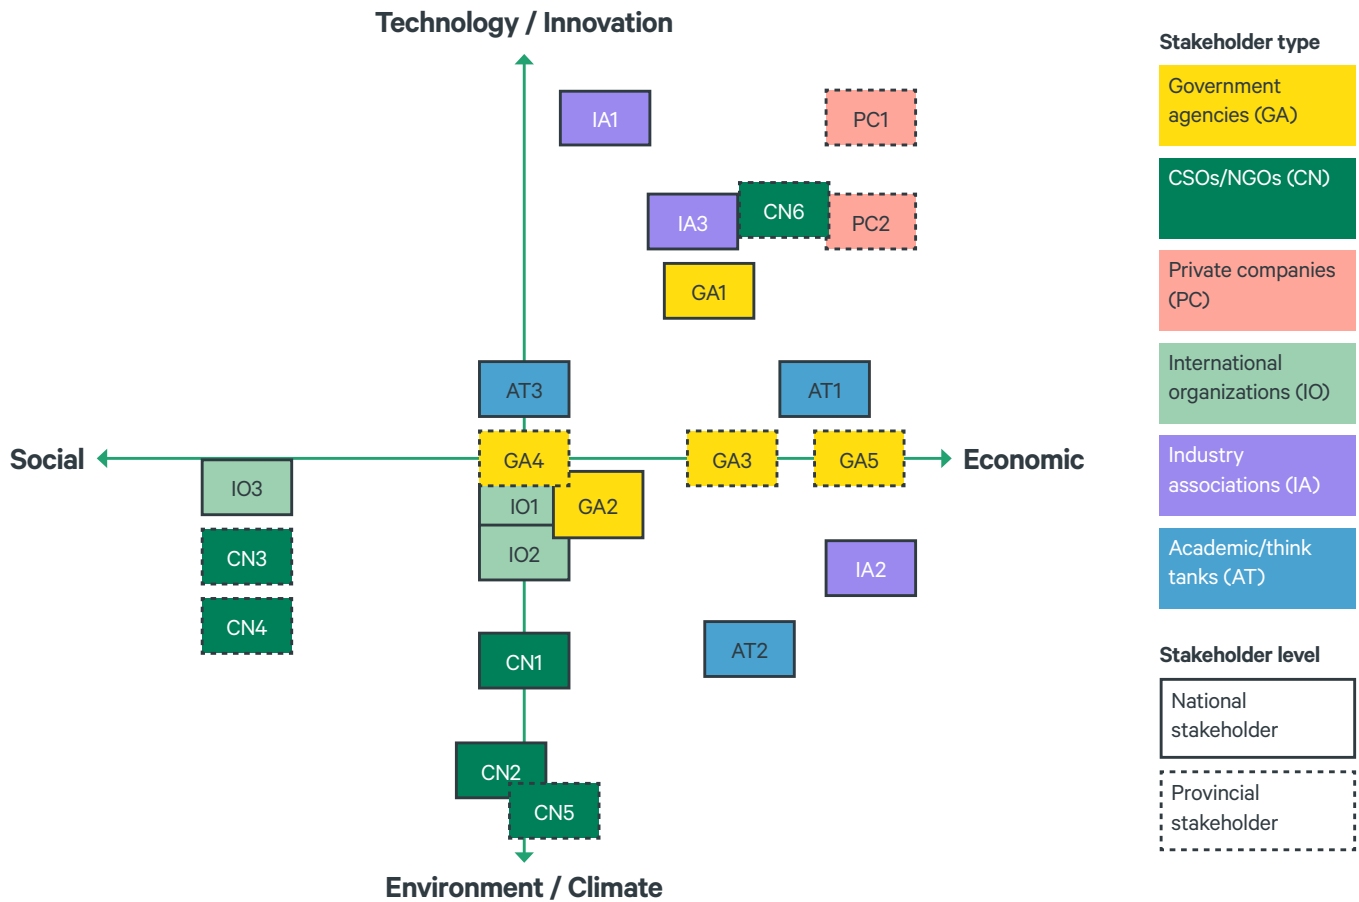 Technology / Innovation
Stakeholder type
Government
agencies (GA)
IA1
PC1
CSOs/NGOs (CN)
IA3
CN6
PC2
Private companies
(PC)
GA1
International
organizations (IO)
AT3
AT1
Social
GA4
GA3
GA5
Economic
Industry
associations (IA)
IO3
IO1
GA2
IO2
CN3
IA2
Academic/think
tanks (AT)
CN4
AT2
CN1
Stakeholder level
National
stakeholder
CN2
CN5
Provincial
stakeholder
Environment / Climate